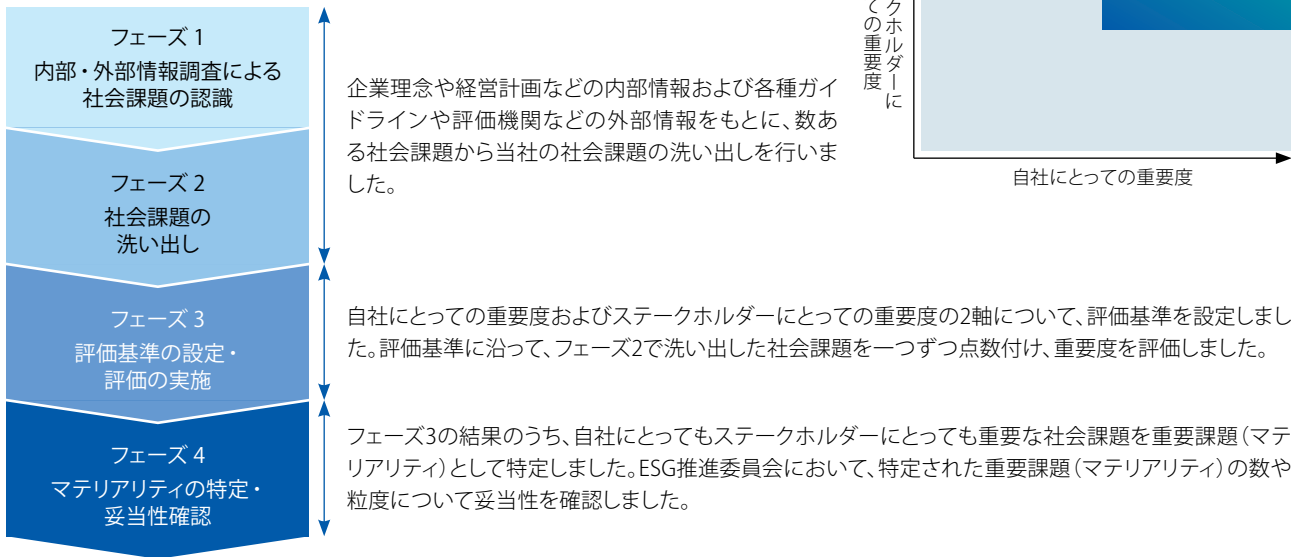 フェーズ 1
内部・外部情報調査による
社会課題の認識
フェーズ 2
社会課題の
洗い出し
フェーズ 3
評価基準の設定・
評価の実施
フェーズ 4
マテリアリティの特定・
妥当性確認
企業理念や経営計画などの内部情報および各種ガイ
ドラインや評価機関などの外部情報をもとに、数あ
る社会課題から当社の社会課題の洗い出しを行いま
した。
自社にとっての重要度およびステークホルダーにとっての重要度の2軸について、評価基準を設定しまし
た。評価基準に沿って、フェーズ2で洗い出した社会課題を一つずつ点数付け、重要度を評価しました。
フェーズ3の結果のうち、自社にとってもステークホルダーにとっても重要な社会課題を重要課題（マテ
リアリティ）として特定しました。ESG推進委員会において、特定された重要課題（マテリアリティ）の数や
粒度について妥当性を確認しました。
クホルダーに
ての重要度
自社にとっての重要度